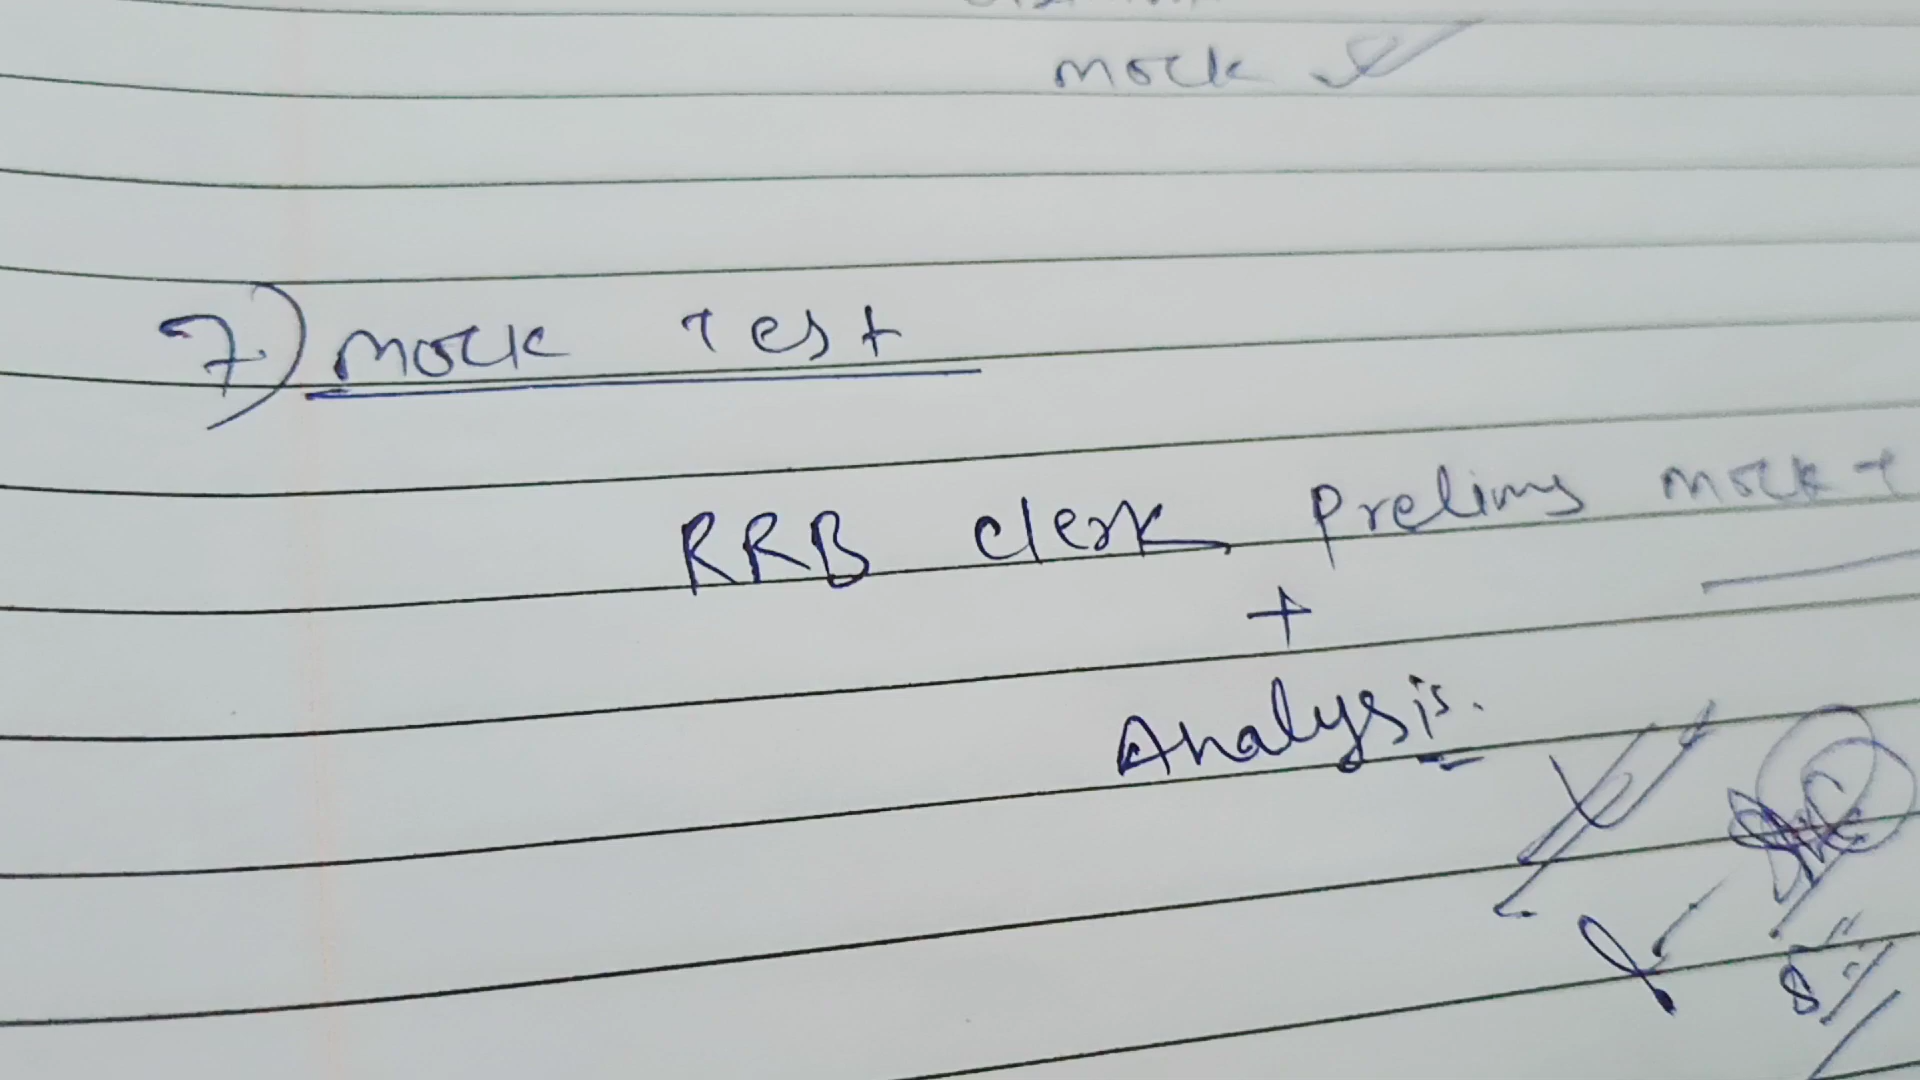 mock
7) mock Test
RRB clerk Prelims mock
+
Analysis.